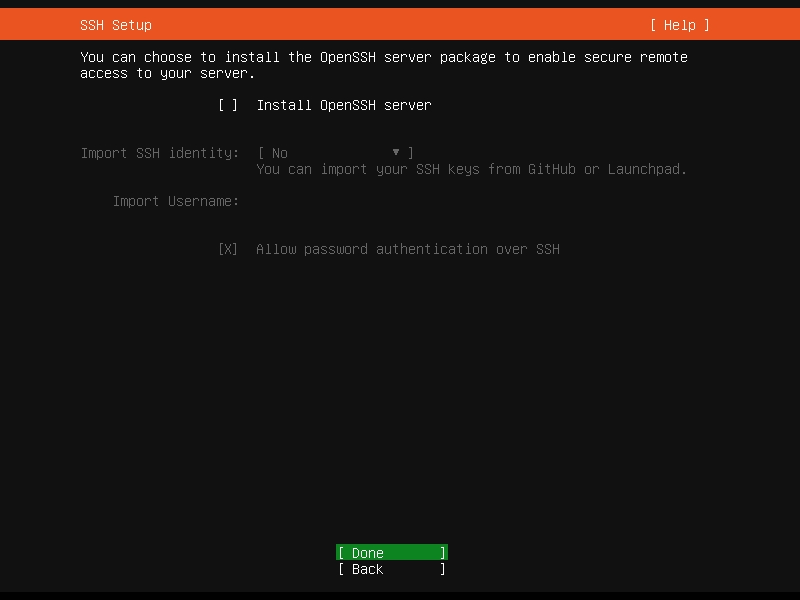 SSH Setup [ Help ]
You can choose to install the OpenSSH server package to enable secure remote
access to your server.
[ ] Install OpenSSH server
Import SSH identity: [ No ▾ ]
You can import your SSH keys from GitHub or Launchpad.
Import Username:
[X] Allow password authentication over SSH
[ Done ]
[ Back ]